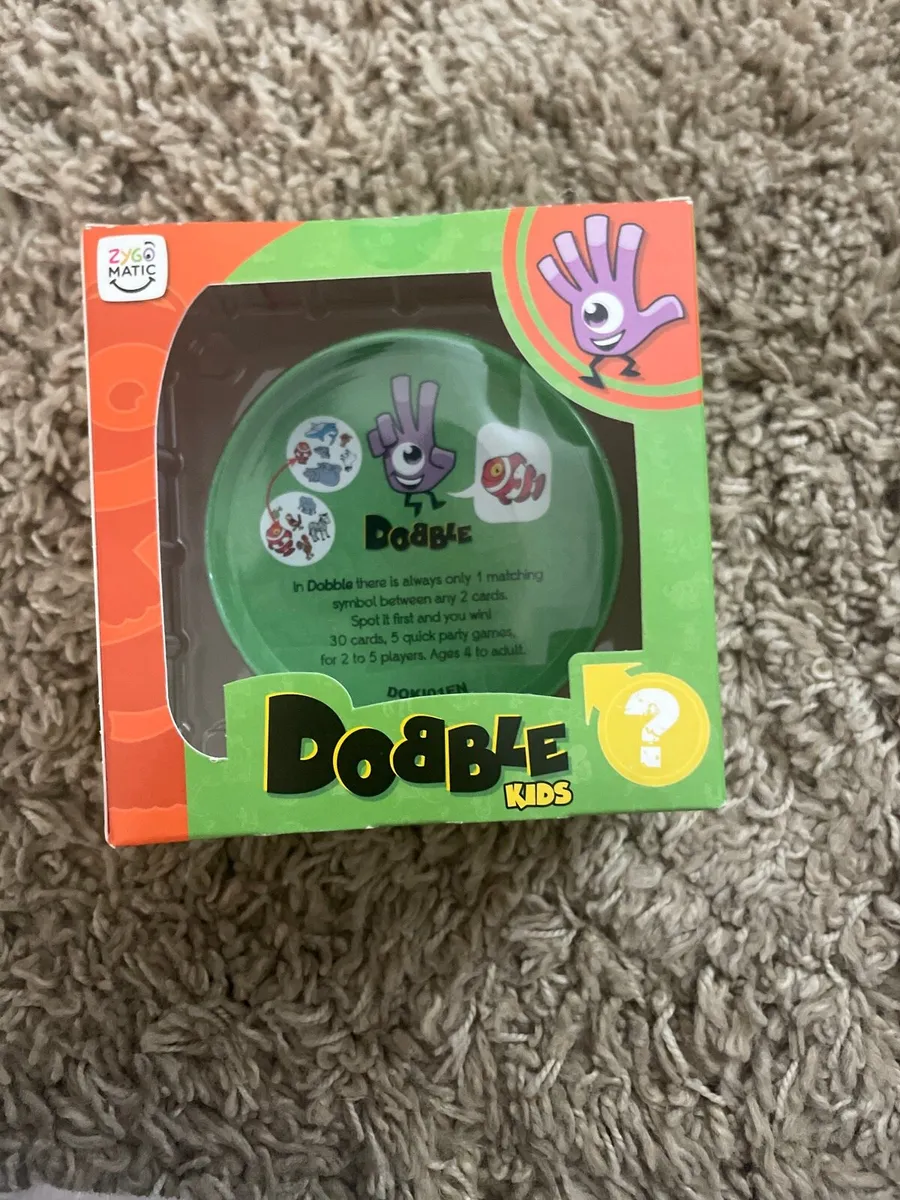 ZYGO
MATIC
DOBBLE
In Dobble there is always only 1 matching
symbol between any 2 cards.
Spot it first and you win!
30 cards, 5 quick party games,
for 2 to 5 players. Ages 4 to adult.
DOKI01EN
DOBBLE
KIDS
?